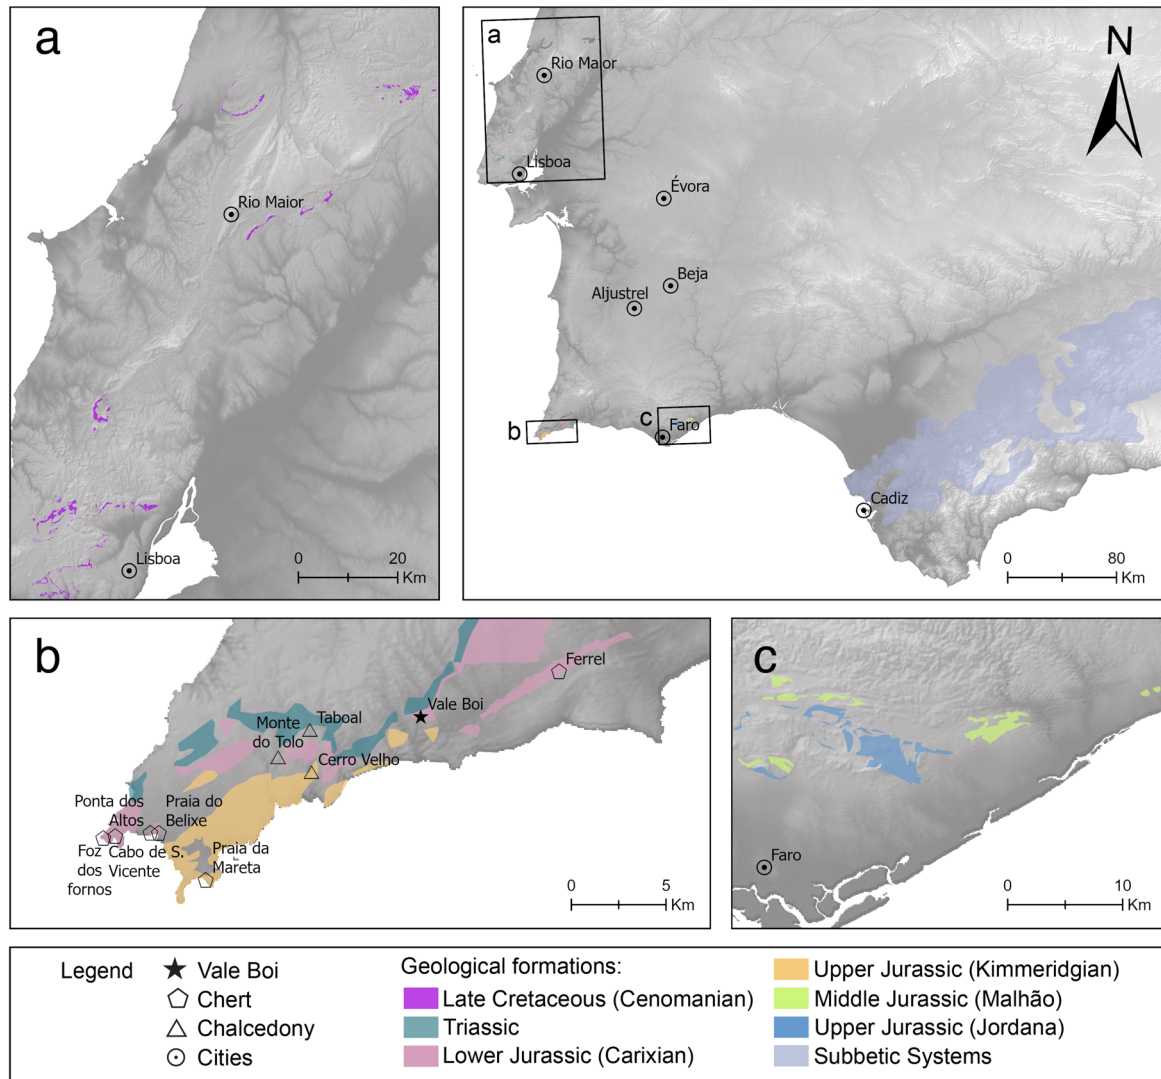 a
Rio Maior
Lisboa
0 20
Km
a
Rio Maior
Lisboa
Évora
Beja
Aljustrel
b
c
Faro
Cadiz
N
0 80
Km
b
Ferrel
Vale Boi
Monte
do Tolo
Taboal
Cerro Velho
Ponta dos
Altos
Praia do
Belixe
Foz
dos
fornos
Cabo de S.
Vicente
Praia da
Mareta
0 5
Km
c
Faro
0 10
Km
Legend
Vale Boi
Chert
Chalcedony
Cities
Geological formations:
Late Cretaceous (Cenomanian)
Triassic
Lower Jurassic (Carixian)
Upper Jurassic (Kimmeridgian)
Middle Jurassic (Malhão)
Upper Jurassic (Jordana)
Subbetic Systems